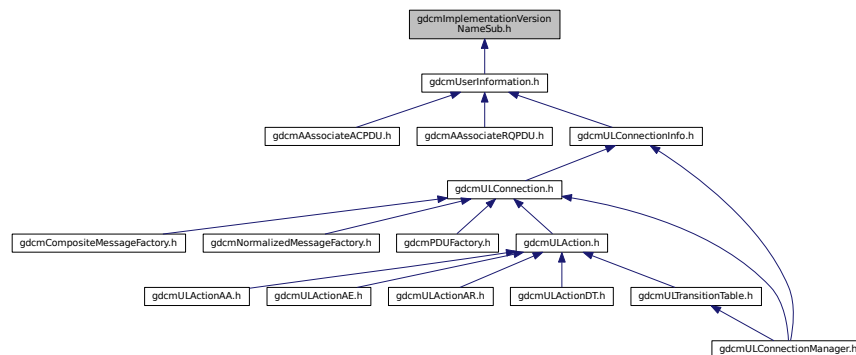 gdcmImplementationVersion
NameSub.h
gdcmUserInformation.h
gdcmAAssociateACPDU.h
gdcmAAssociateRQPDU.h
gdcmULConnectionInfo.h
gdcmULConnection.h
gdcmCompositeMessageFactory.h
gdcmNormalizedMessageFactory.h
gdcmPDUFactory.h
gdcmULAction.h
gdcmULActionAA.h
gdcmULActionAE.h
gdcmULActionAR.h
gdcmULActionDT.h
gdcmULTransitionTable.h
gdcmULConnectionManager.h